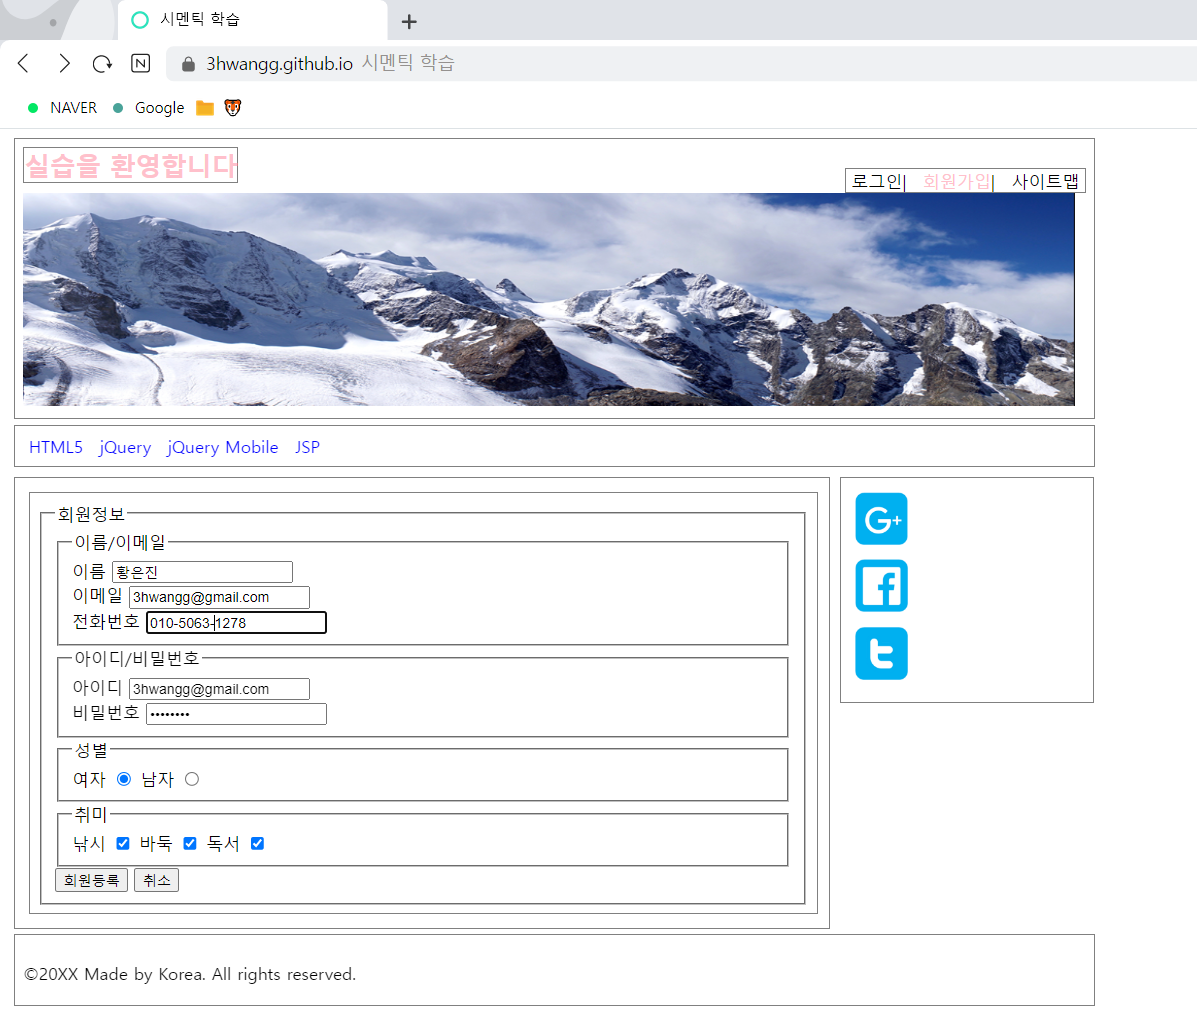 시멘틱 학습
3hwangg.github.io 시멘틱 학습
NAVER Google
실습을 환영합니다
로그인| 회원가입| 사이트맵
HTML5 jQuery jQuery Mobile JSP
회원정보
이름/이메일
이름 황은진
이메일 3hwangg@gmail.com
전화번호 010-5063-1278
아이디/비밀번호
아이디 3hwangg@gmail.com
비밀번호 ••••••••
성별
여자 남자
취미
낚시 바둑 독서
회원등록 취소
©20XX Made by Korea. All rights reserved.